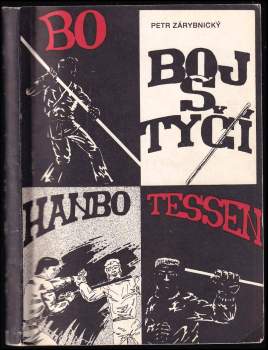 BO
PETR ZÁRYBNICKÝ
BOJ
S
TYČÍ
HANBO
TESSEN